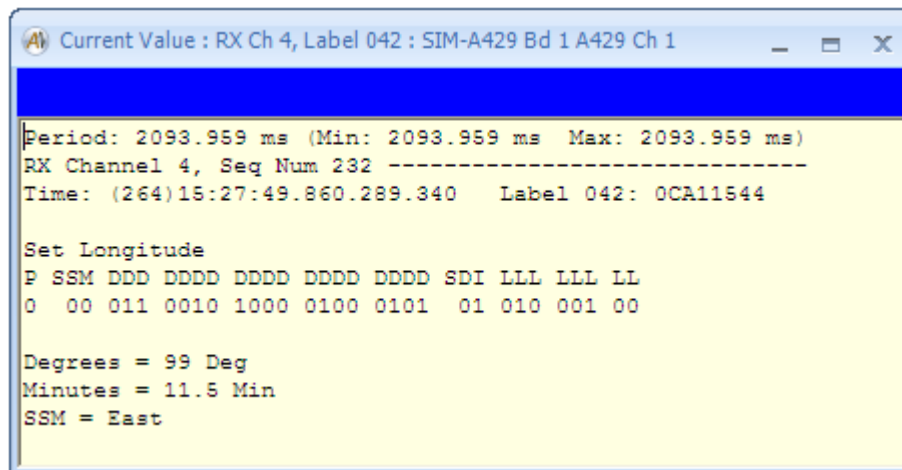 Current Value : RX Ch 4, Label 042 : SIM-A429 Bd 1 A429 Ch 1
Period: 2093.959 ms (Min: 2093.959 ms  Max: 2093.959 ms)
RX Channel 4, Seq Num 232 ------------------------------
Time: (264)15:27:49.860.289.340   Label 042: 0CA11544
Set Longitude
P SSM DDD DDDD DDDD DDDD DDDD SDI LLL LLL LL
0  00 011 0010 1000 0100 0101  01 010 001 00
Degrees = 99 Deg
Minutes = 11.5 Min
SSM = East